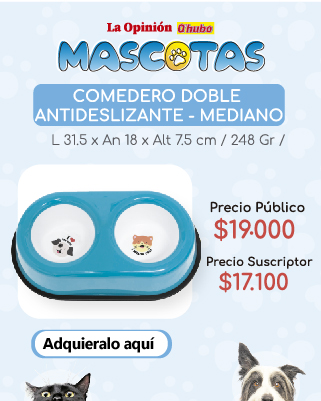 La Opinión Q'hubo
MASCOTAS
COMEDERO DOBLE
ANTIDESLIZANTE - MEDIANO
L 31.5 x An 18 x Alt 7.5 cm / 248 Gr /
Precio Público
$19.000
Precio Suscriptor
$17.100
Adquieralo aquí